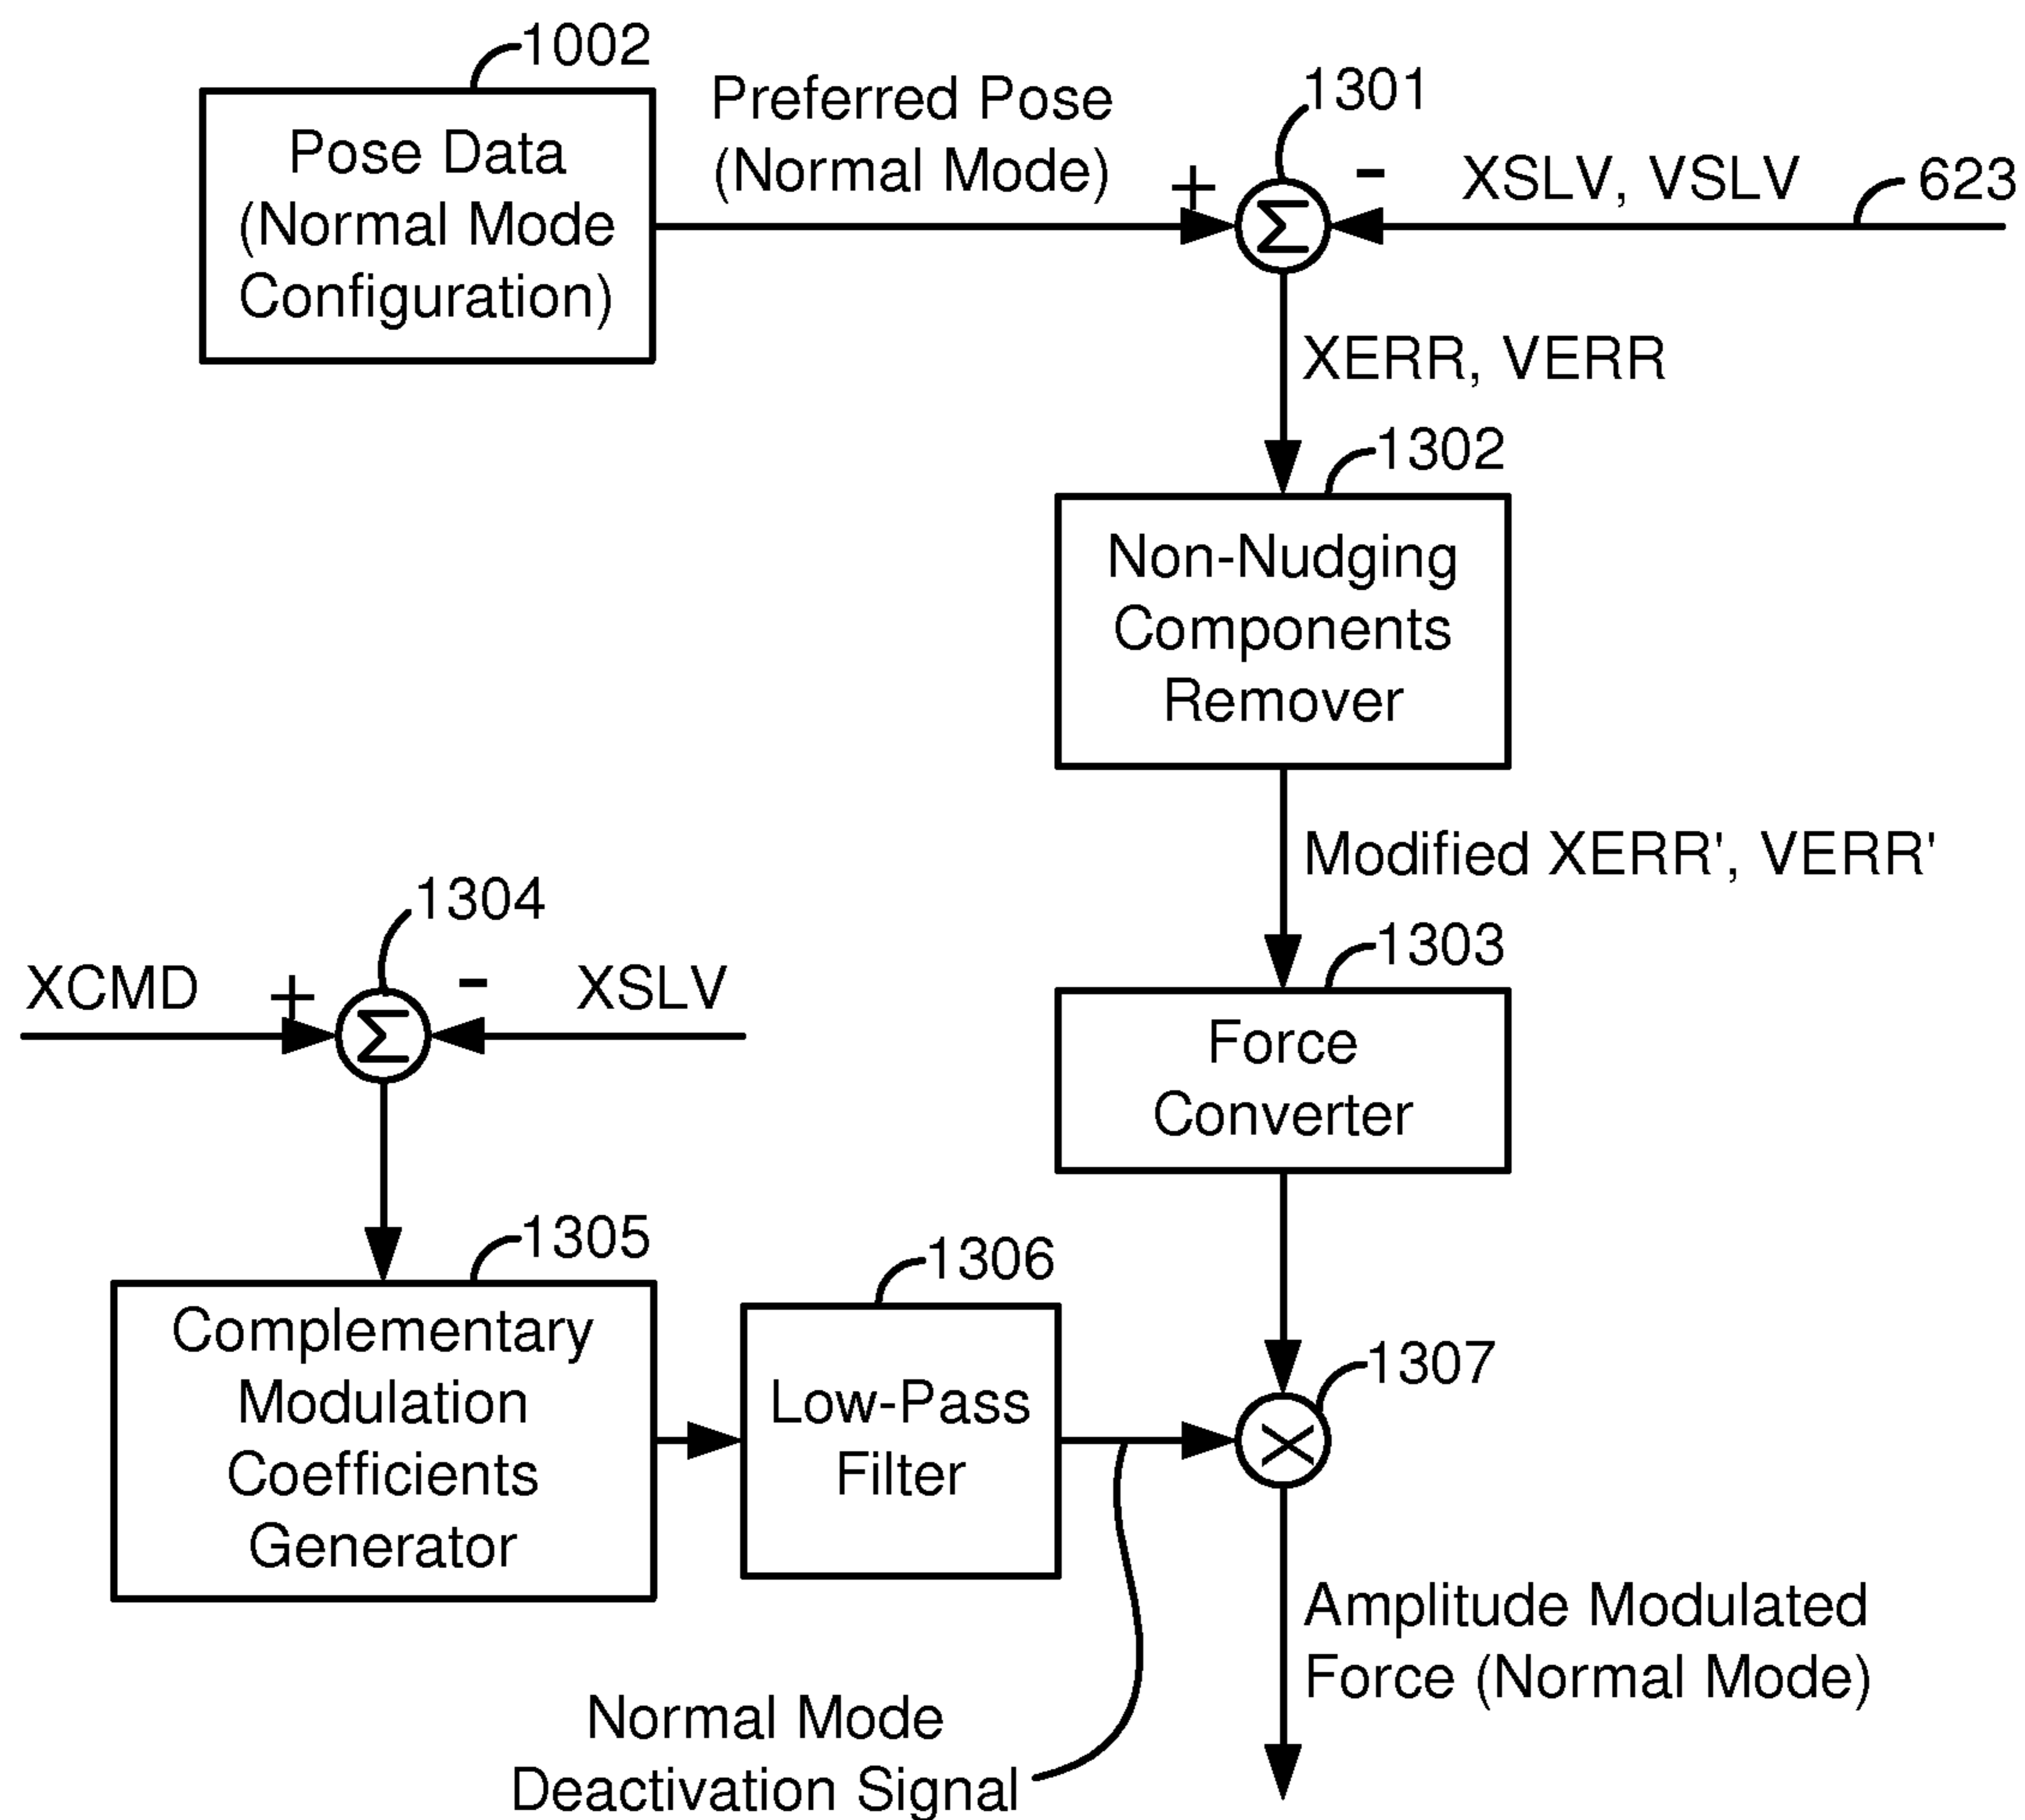 1002
Pose Data
(Normal Mode
Configuration)
Preferred Pose
(Normal Mode)
1301
+
-
Σ
XSLV, VSLV
623
XERR, VERR
1302
Non-Nudging
Components
Remover
Modified XERR', VERR'
1303
Force
Converter
1304
XCMD
+
-
Σ
XSLV
1305
Complementary
Modulation
Coefficients
Generator
1306
Low-Pass
Filter
1307
X
Normal Mode
Deactivation Signal
Amplitude Modulated
Force (Normal Mode)